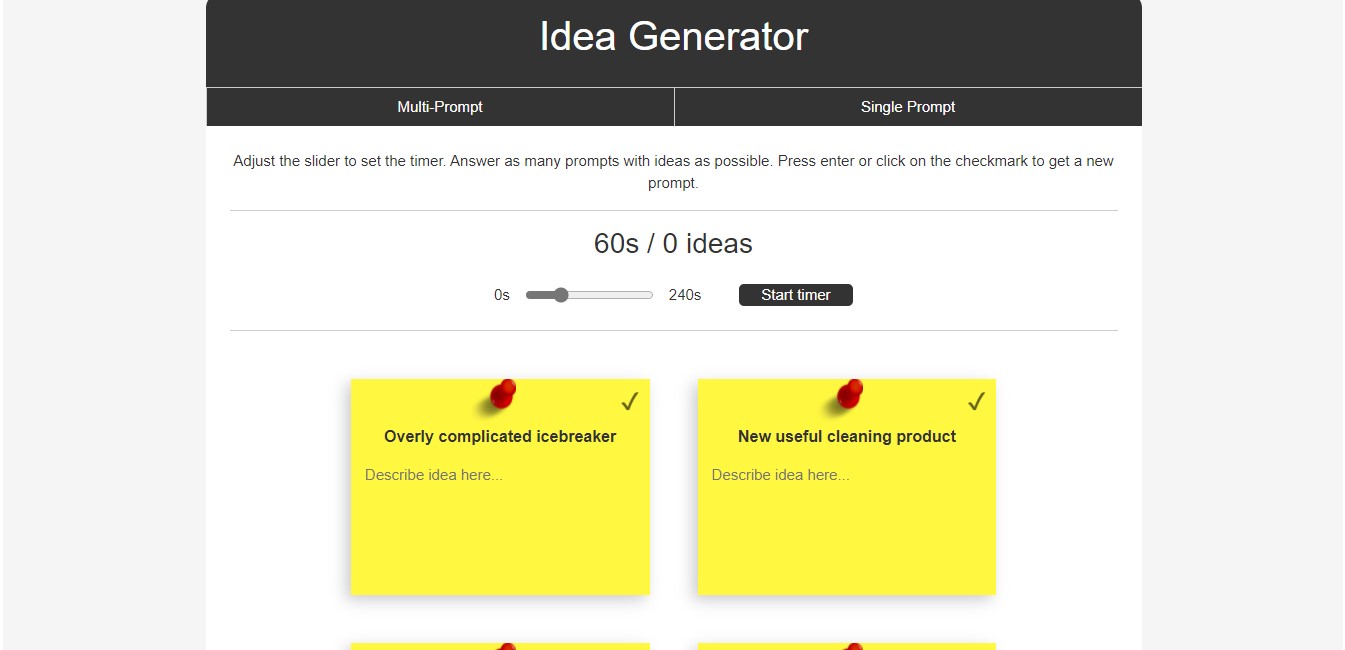 Idea Generator
Multi-Prompt
Single Prompt
Adjust the slider to set the timer. Answer as many prompts with ideas as possible. Press enter or click on the checkmark to get a new
prompt.
60s / 0 ideas
0s
240s
Start timer
Overly complicated icebreaker
Describe idea here...
New useful cleaning product
Describe idea here...